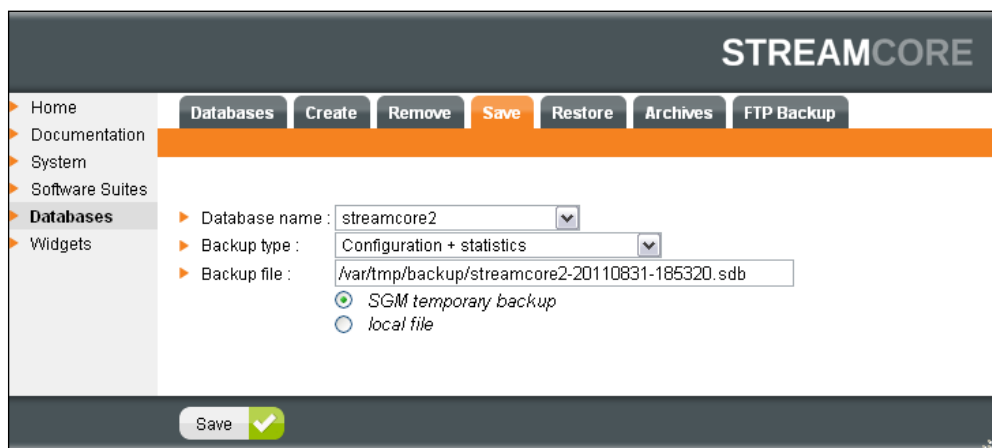 STREAMCORE
Home
Documentation
System
Software Suites
Databases
Widgets
Databases Create Remove Save Restore Archives FTP Backup
Database name : streamcore2
Backup type : Configuration + statistics
Backup file : /var/tmp/backup/streamcore2-20110831-185320.sdb
SGM temporary backup
local file
Save